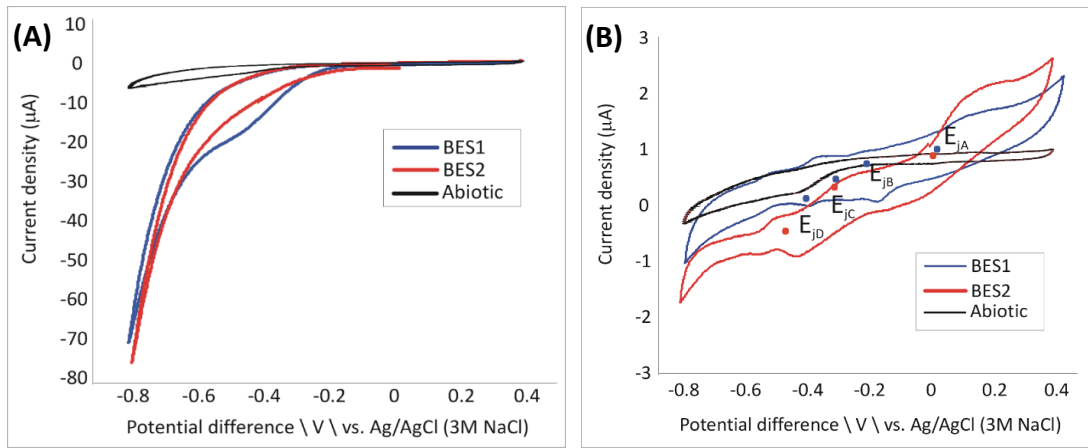 (A)
10
0
-10
-20
-30
-40
-50
-60
-70
-80
Current density (µA)
BES1
BES2
Abiotic
-0.8 -0.6 -0.4 -0.2 0 0.2 0.4
Potential difference \ V \ vs. Ag/AgCl (3M NaCl)
(B)
3
2
1
0
-1
-2
-3
Current density (µA)
EjA
EjB
EjC
EjD
BES1
BES2
Abiotic
-0.8 -0.6 -0.4 -0.2 0 0.2 0.4
Potential difference \ V \ vs. Ag/AgCl (3M NaCl)